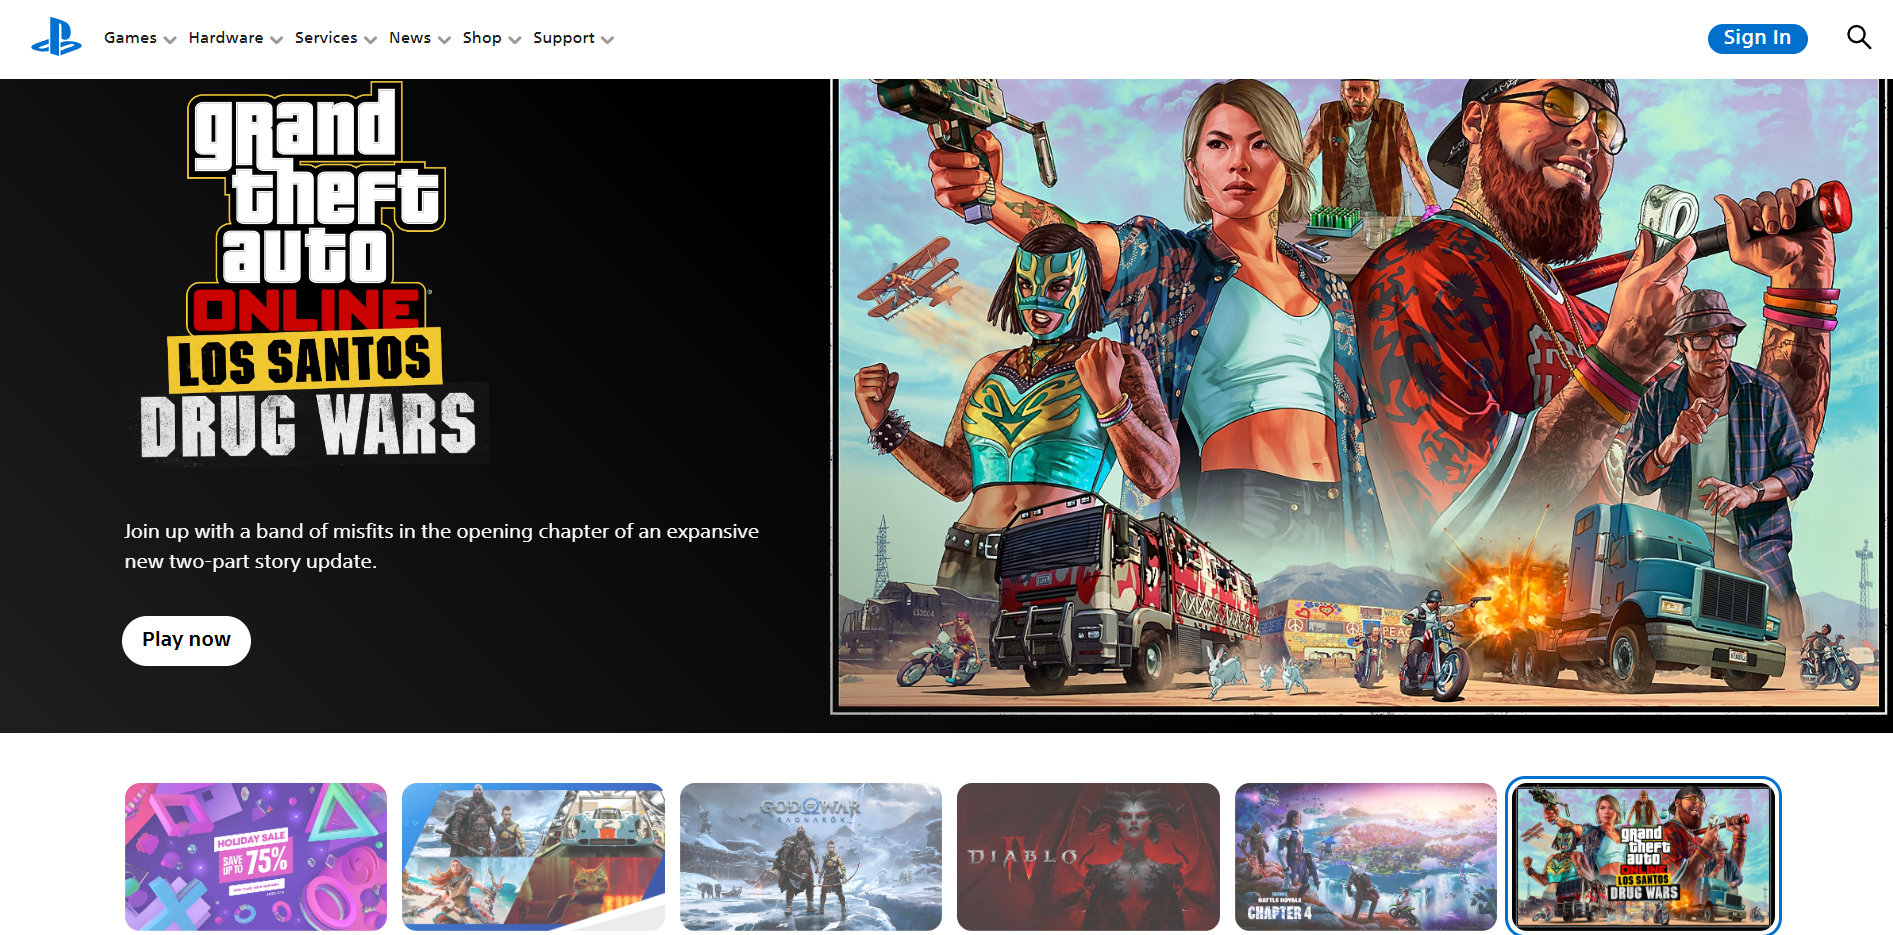 Games
Hardware
Services
News
Shop
Support
Sign In
grand
theft
auto
ONLINE
LOS SANTOS
DRUG WARS
Join up with a band of misfits in the opening chapter of an expansive
new two-part story update.
Play now
HOLIDAY SALE
SAVE UP TO 75%
GOD OF WAR
RAGNARÖK
DIABLO
IV
BATTLE ROYALE
CHAPTER 4
grand
theft
auto
ONLINE
LOS SANTOS
DRUG WARS